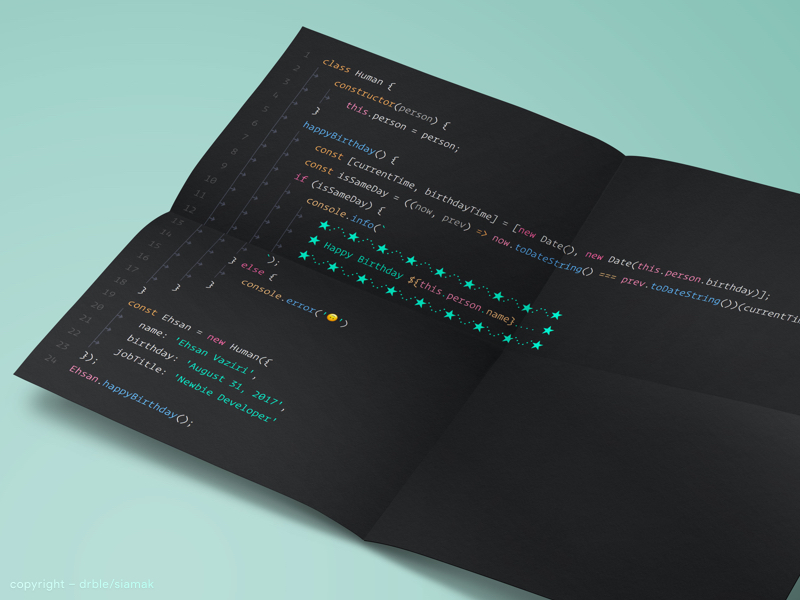 1 class Human {
2 constructor(person) {
3 this.person = person;
4 }
5
6 happyBirthday() {
7 const [currentTime, birthdayTime] = [new Date(), new Date(this.person.birthday)];
8 const isSameDay = ((now, prev) => now.toDateString() === prev.toDateString())(currentTim
9 if (isSameDay) {
10 console.info(`
11 ★··★··★··★··★··★··★··★··★
12 ★ Happy Birthday ${this.person.name}.... ★
13 ★··★··★··★··★··★··★··★··★
14 `);
15 } else {
16 console.error('😔')
17 }
18 }
19 }
20 const Ehsan = new Human({
21 name: 'Ehsan Vaziri',
22 birthday: 'August 31, 2017',
23 jobTitle: 'Newbie Developer'
24 });
Ehsan.happyBirthday();
copyright – drble/siamak